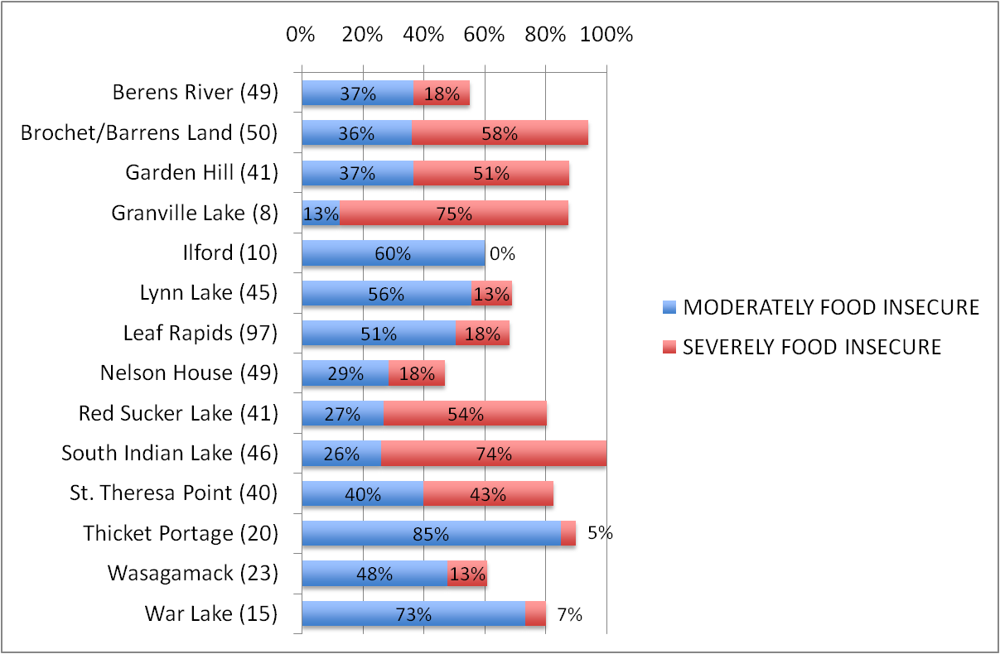 0% 20% 40% 60% 80% 100%
Berens River (49) 37% 18%
Brochet/Barrens Land (50) 36% 58%
Garden Hill (41) 37% 51%
Granville Lake (8) 13% 75%
Ilford (10) 60% 0%
Lynn Lake (45) 56% 13%
MODERATELY FOOD INSECURE
Leaf Rapids (97) 51% 18%
SEVERELY FOOD INSECURE
Nelson House (49) 29% 18%
Red Sucker Lake (41) 27% 54%
South Indian Lake (46) 26% 74%
St. Theresa Point (40) 40% 43%
Thicket Portage (20) 85% 5%
Wasagamack (23) 48% 13%
War Lake (15) 73% 7%